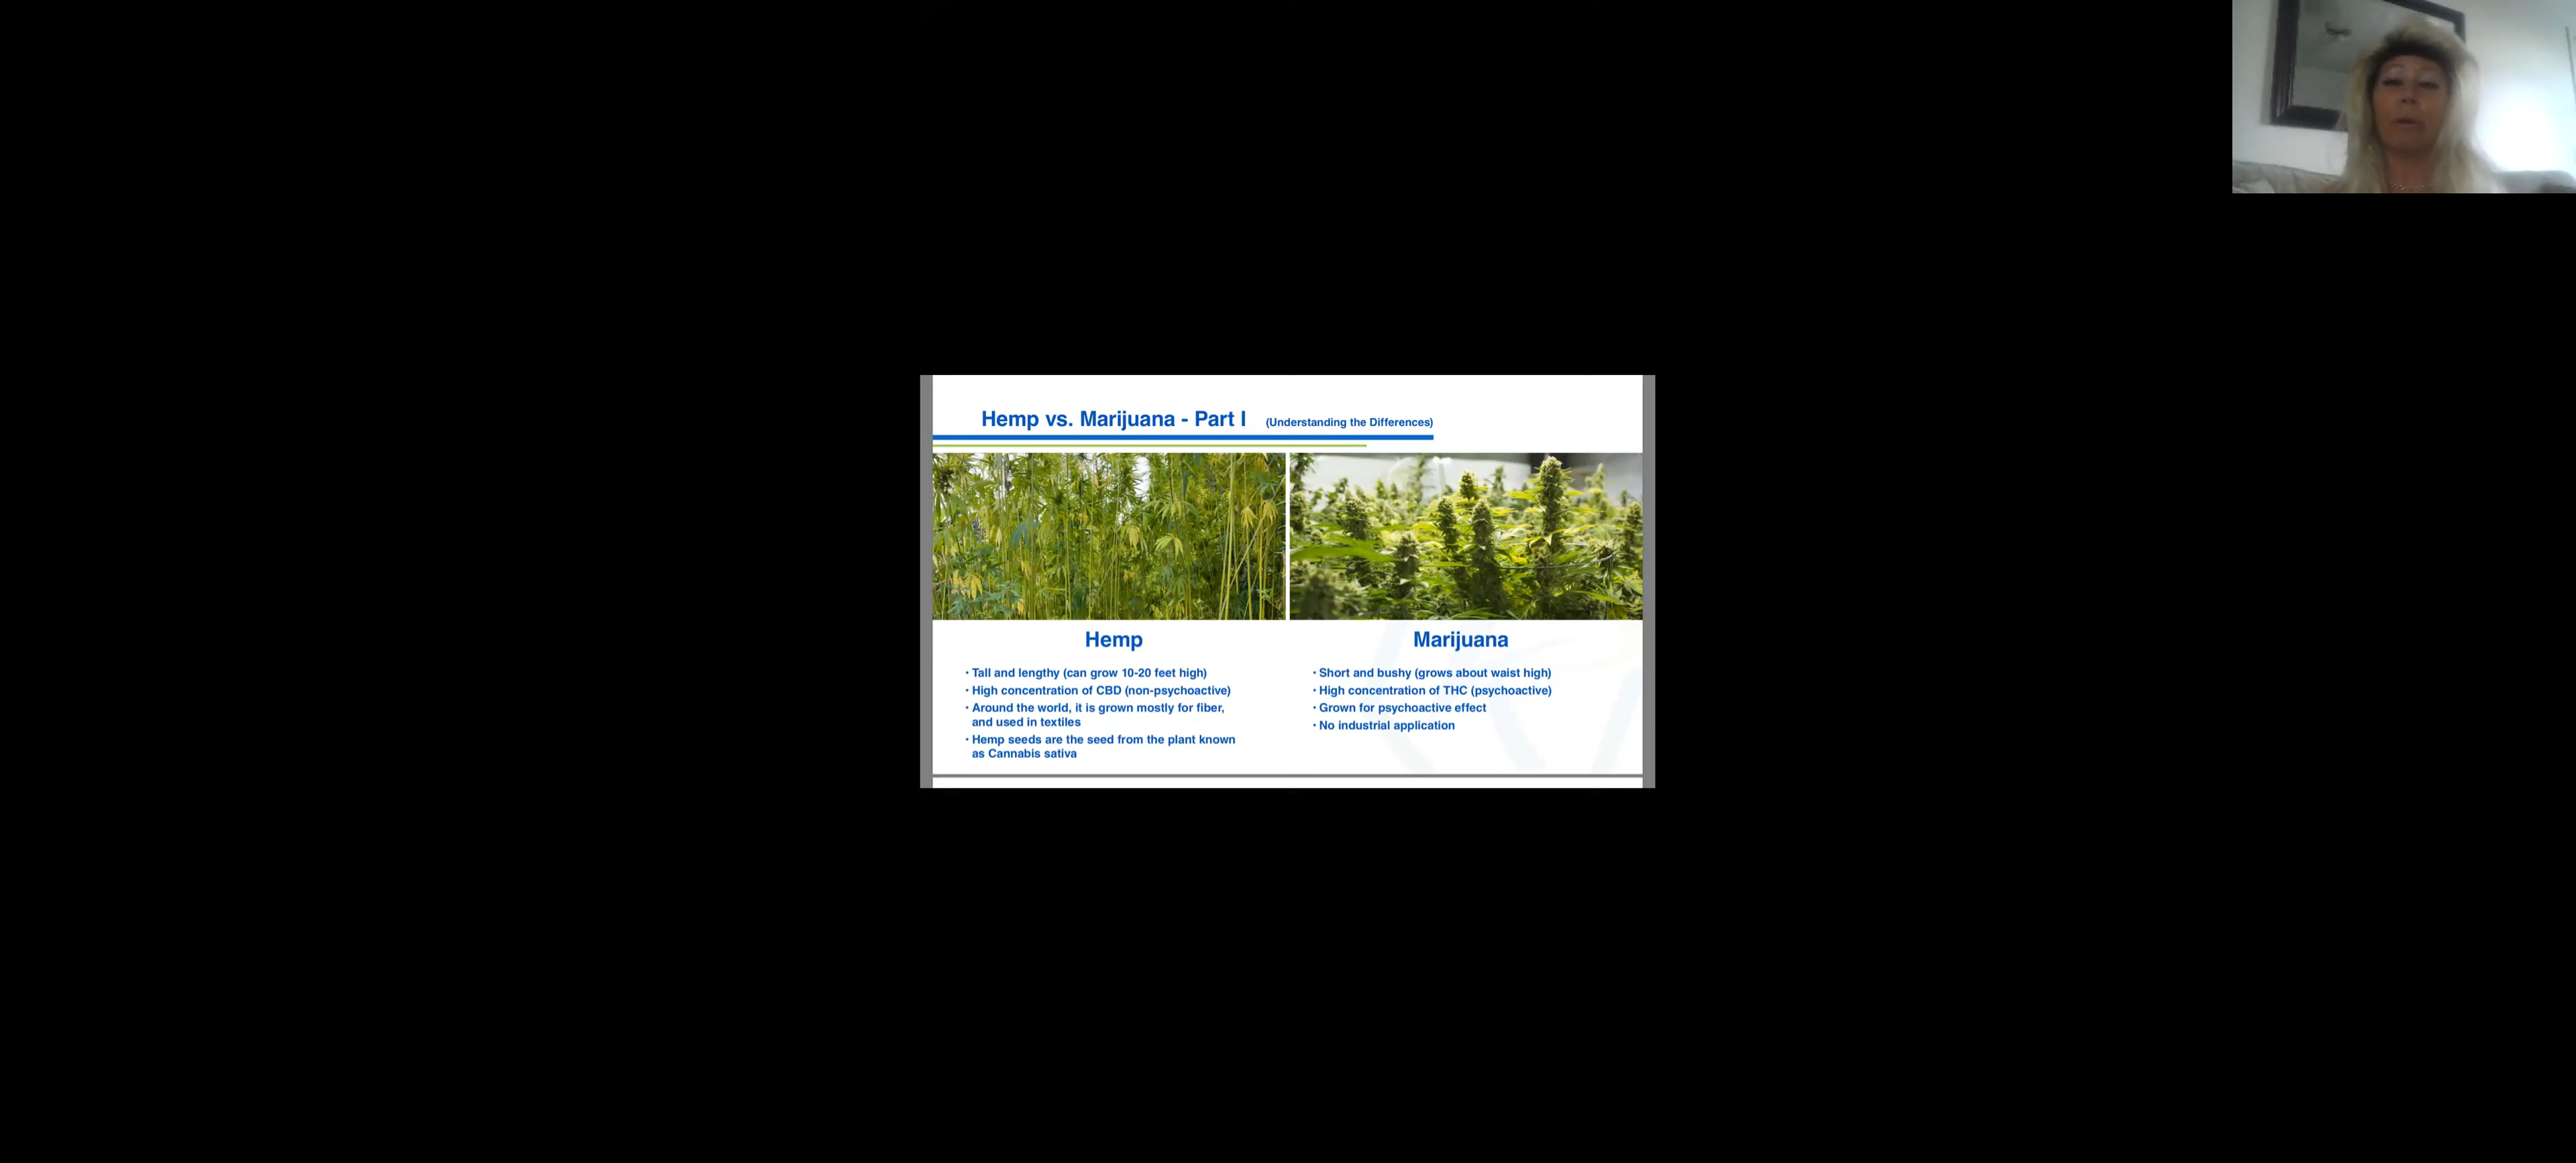 Hemp vs. Marijuana - Part I (Understanding the Differences)
Hemp
• Tall and lengthy (can grow 10-20 feet high)
• High concentration of CBD (non-psychoactive)
• Around the world, it is grown mostly for fiber,
and used in textiles
• Hemp seeds are the seed from the plant known
as Cannabis sativa
Marijuana
• Short and bushy (grows about waist high)
• High concentration of THC (psychoactive)
• Grown for psychoactive effect
• No industrial application